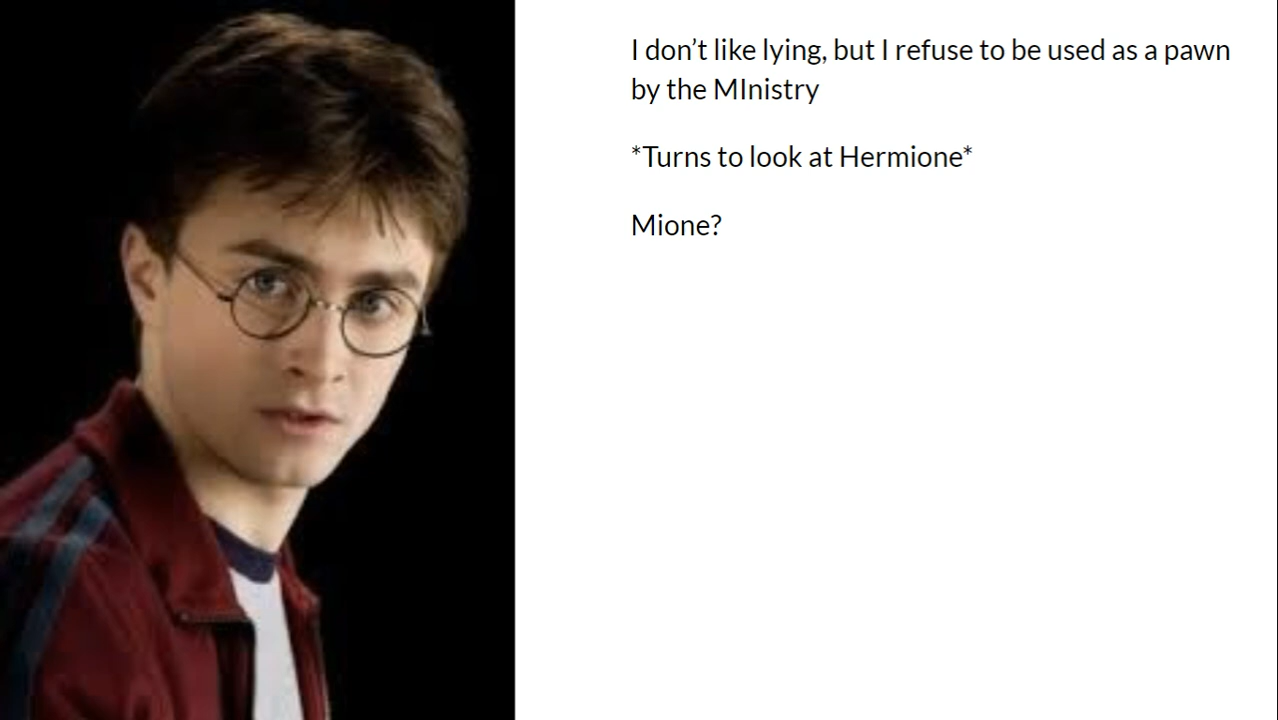 I don’t like lying, but I refuse to be used as a pawn
by the MInistry
*Turns to look at Hermione*
Mione?